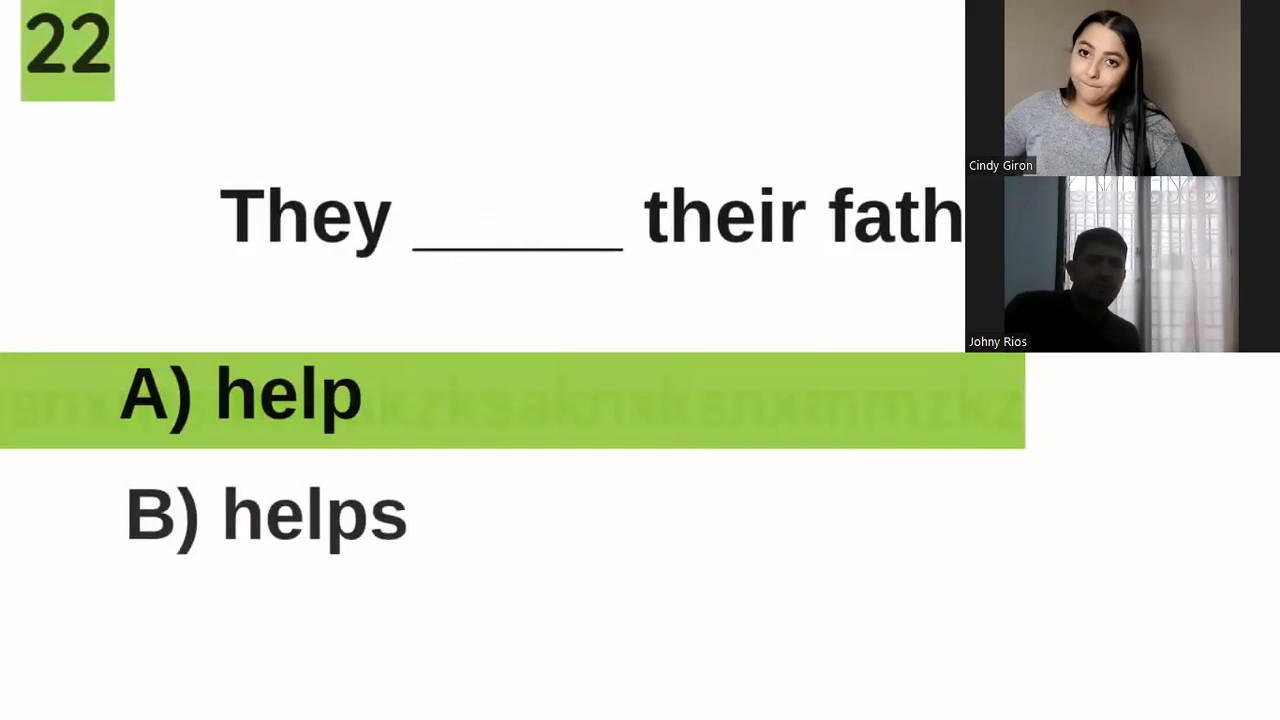 22
They ______ their fath
A) help
B) helps
Cindy Giron
Johny Rios